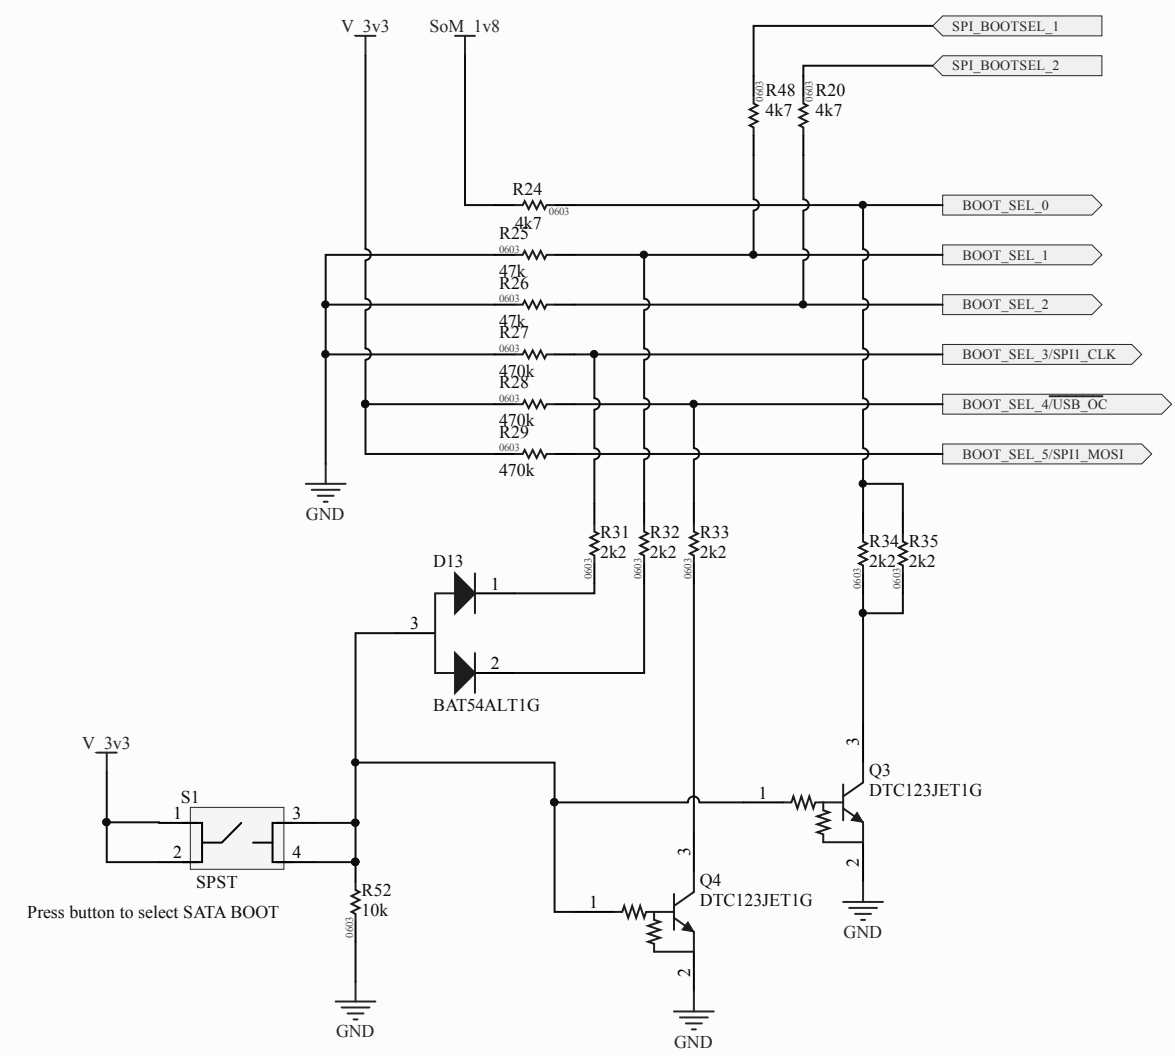 V_3v3
SoM_1v8
SPI_BOOTSEL_1
SPI_BOOTSEL_2
0603
R48
4k7
0603
R20
4k7
R24
0603
4k7
BOOT_SEL_0
R25
0603
47k
BOOT_SEL_1
R26
0603
47k
BOOT_SEL_2
R27
0603
470k
BOOT_SEL_3/SPI1_CLK
R28
0603
470k
BOOT_SEL_4/USB_OC
R29
0603
470k
BOOT_SEL_5/SPI1_MOSI
GND
R31
2k2
0603
R32
2k2
0603
R33
2k2
0603
R34
2k2
0603
R35
2k2
0603
D13
1
3
2
BAT54ALT1G
V_3v3
S1
1
3
2
4
SPST
Press button to select SATA BOOT
R52
10k
0603
GND
3
Q3
DTC123JET1G
1
2
GND
3
Q4
DTC123JET1G
1
2
GND